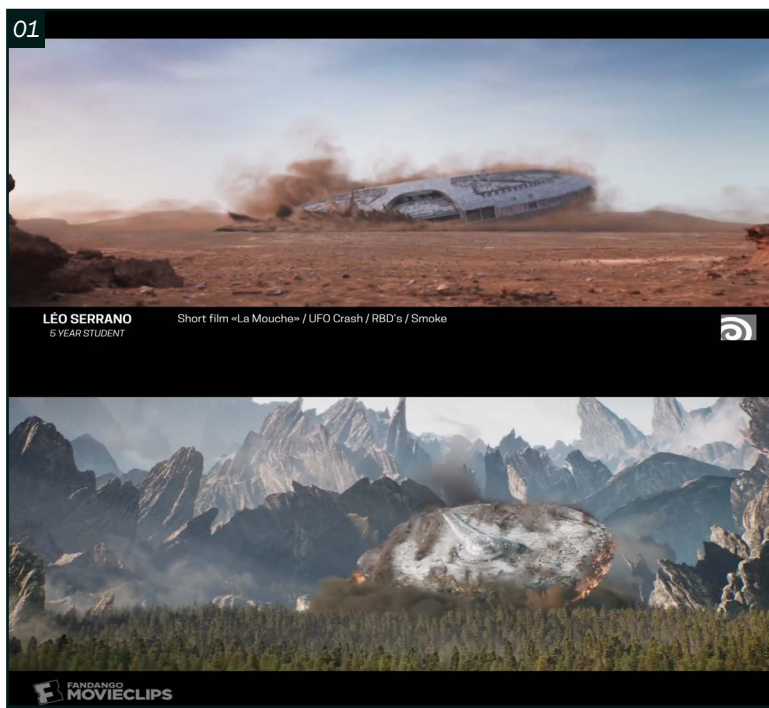 01
LÉO SERRANO
5 YEAR STUDENT
Short film «La Mouche» / UFO Crash / RBD's / Smoke
FANDANGO
MOVIECLIPS